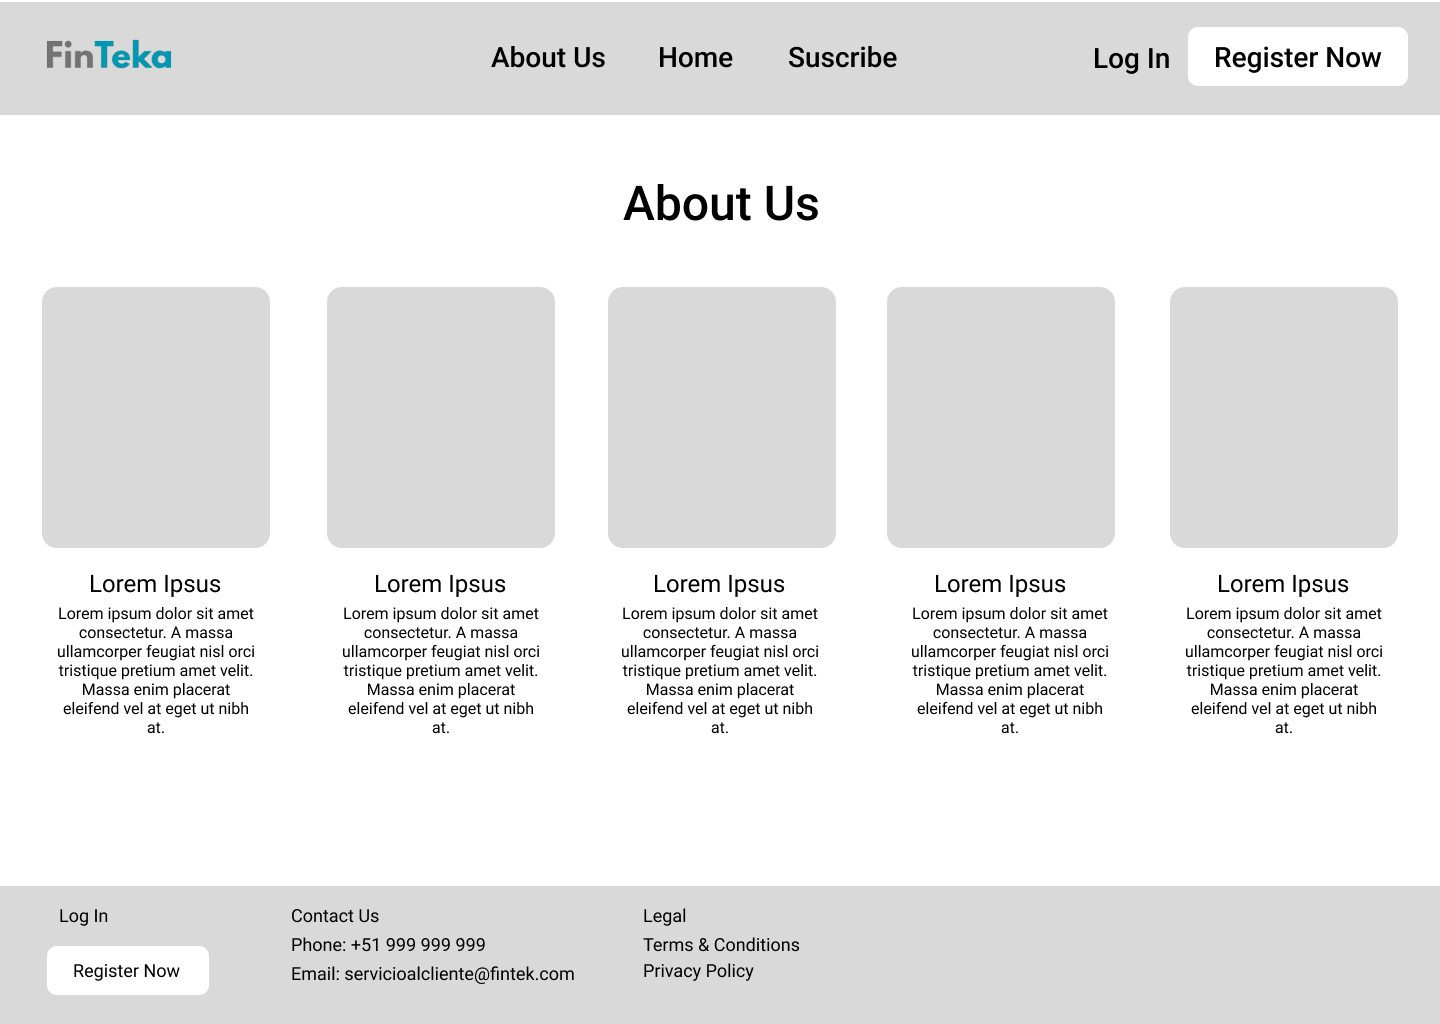 FinTeka
About Us
Home
Suscribe
Log In
Register Now
About Us
Lorem Ipsus
Lorem ipsum dolor sit amet
consectetur. A massa
ullamcorper feugiat nisl orci
tristique pretium amet velit.
Massa enim placerat
eleifend vel at eget ut nibh
at.
Lorem Ipsus
Lorem ipsum dolor sit amet
consectetur. A massa
ullamcorper feugiat nisl orci
tristique pretium amet velit.
Massa enim placerat
eleifend vel at eget ut nibh
at.
Lorem Ipsus
Lorem ipsum dolor sit amet
consectetur. A massa
ullamcorper feugiat nisl orci
tristique pretium amet velit.
Massa enim placerat
eleifend vel at eget ut nibh
at.
Lorem Ipsus
Lorem ipsum dolor sit amet
consectetur. A massa
ullamcorper feugiat nisl orci
tristique pretium amet velit.
Massa enim placerat
eleifend vel at eget ut nibh
at.
Lorem Ipsus
Lorem ipsum dolor sit amet
consectetur. A massa
ullamcorper feugiat nisl orci
tristique pretium amet velit.
Massa enim placerat
eleifend vel at eget ut nibh
at.
Log In
Register Now
Contact Us
Phone: +51 999 999 999
Email: servicioalcliente@fintek.com
Legal
Terms & Conditions
Privacy Policy